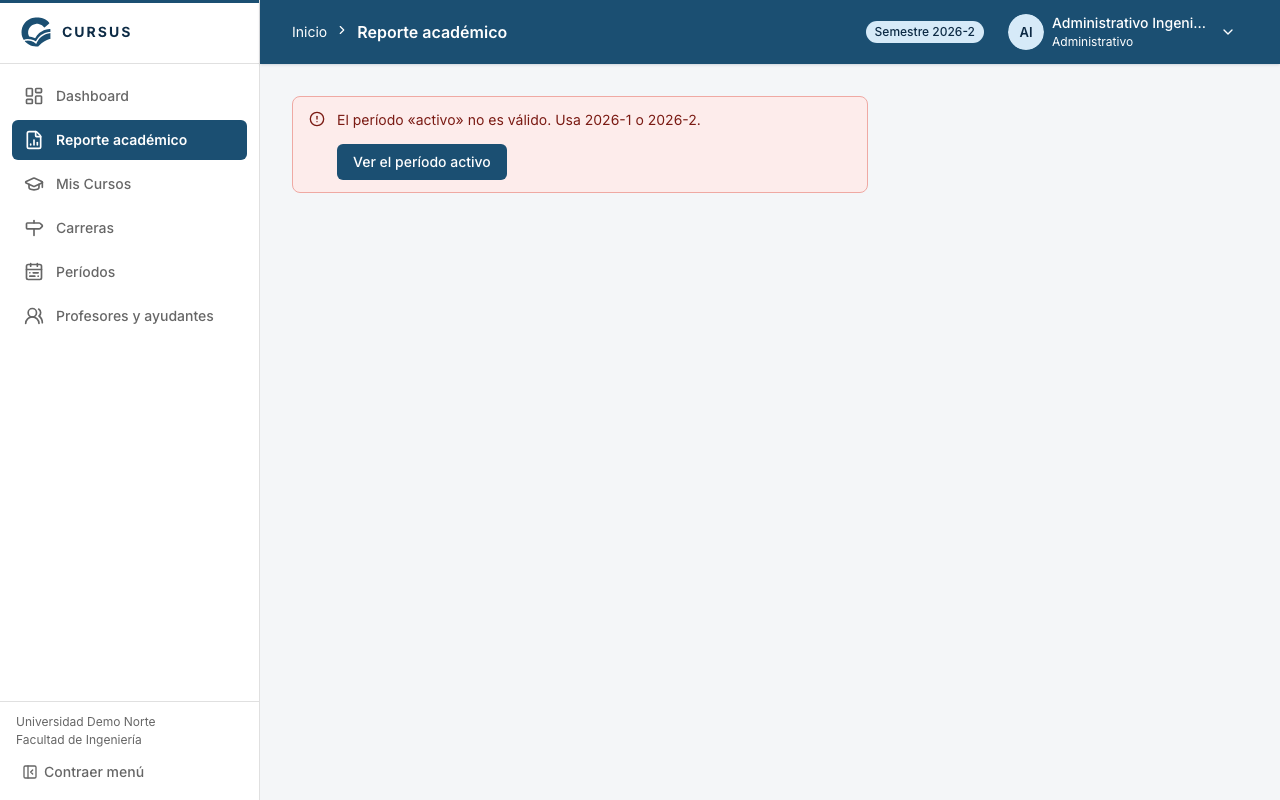 CURSUS
Inicio
Reporte académico
Semestre 2026-2
AI
Administrativo Ingeni...
Administrativo
Dashboard
Reporte académico
Mis Cursos
Carreras
Períodos
Profesores y ayudantes
El período «activo» no es válido. Usa 2026-1 o 2026-2.
Ver el período activo
Universidad Demo Norte
Facultad de Ingeniería
Contraer menú